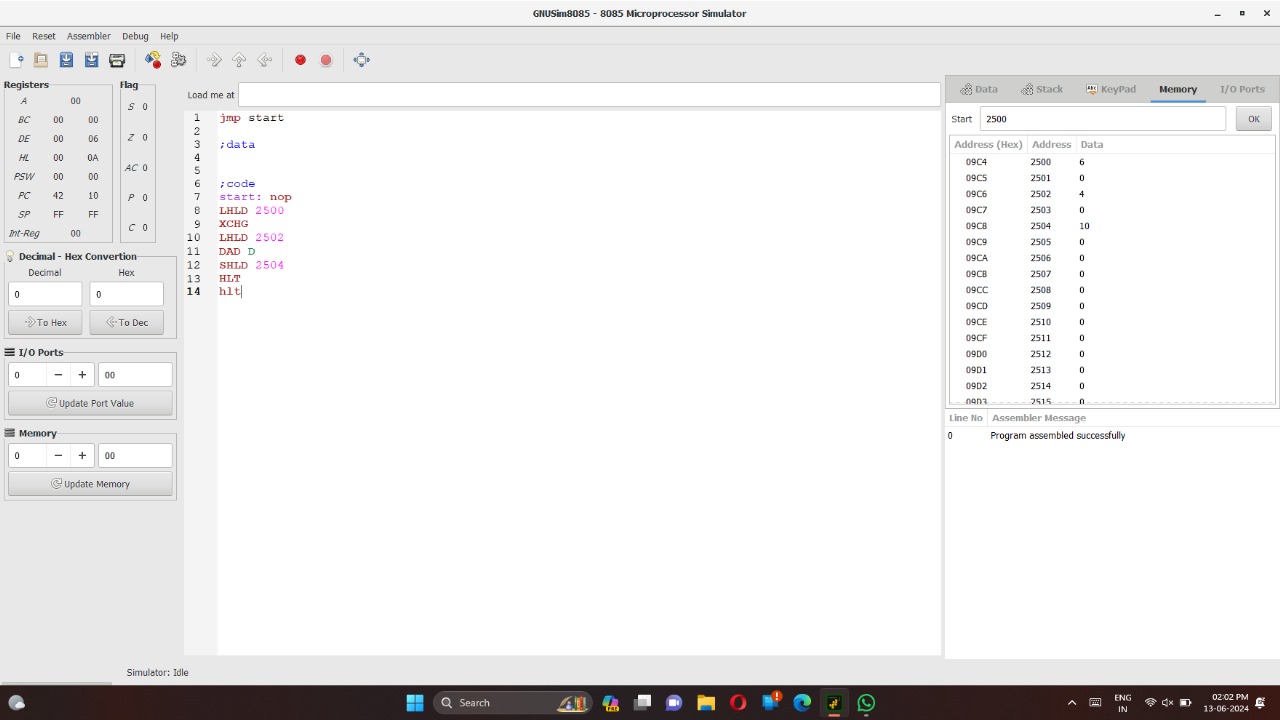 GNUSim8085 - 8085 Microprocessor Simulator
File Reset Assembler Debug Help
Registers
A 00
BC 00 00
DE 00 06
HL 00 0A
PSW 00 00
PC 42 10
SP FF FF
Int-Reg 00
Flag
S 0
Z 0
AC 0
P 0
C 0
Decimal - Hex Convertion
Decimal Hex
0 0
To Hex To Dec
I/O Ports
0 − + 00
Update Port Value
Memory
0 − + 00
Update Memory
Load me at
1 jmp start
2
3 ;data
4
5
6 ;code
7 start: nop
8 LHLD 2500
9 XCHG
10 LHLD 2502
11 DAD D
12 SHLD 2504
13 HLT
14 hlt
Data Stack KeyPad Memory I/O Ports
Start 2500 OK
Address (Hex) Address Data
09C4 2500 6
09C5 2501 0
09C6 2502 4
09C7 2503 0
09C8 2504 10
09C9 2505 0
09CA 2506 0
09CB 2507 0
09CC 2508 0
09CD 2509 0
09CE 2510 0
09CF 2511 0
09D0 2512 0
09D1 2513 0
09D2 2514 0
09D3 2515 0
Line No Assembler Message
0 Program assembled successfully
Simulator: Idle
Search
ENG
IN
02:02 PM
13-06-2024